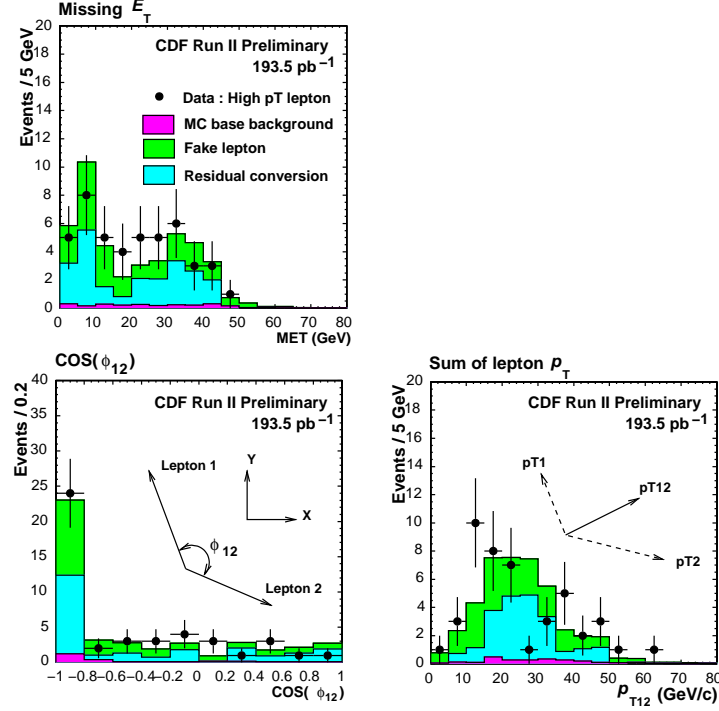 Missing E_T
CDF Run II Preliminary
193.5 pb⁻¹
Data : High pT lepton
MC base background
Fake lepton
Residual conversion
Events / 5 GeV
20
18
16
14
12
10
8
6
4
2
0
0 10 20 30 40 50 60 70 80
MET (GeV)
COS(ϕ₁₂)
CDF Run II Preliminary
193.5 pb⁻¹
Events / 0.2
40
35
30
25
20
15
10
5
0
Lepton 1
Y
X
ϕ₁₂
Lepton 2
−1 −0.8 −0.6 −0.4 −0.2 0 0.2 0.4 0.6 0.8 1
COS( ϕ₁₂)
Sum of lepton p_T
CDF Run II Preliminary
193.5 pb⁻¹
Events / 5 GeV
20
18
16
14
12
10
8
6
4
2
0
pT1
pT12
pT2
0 10 20 30 40 50 60 70 80
p_T12 (GeV/c)